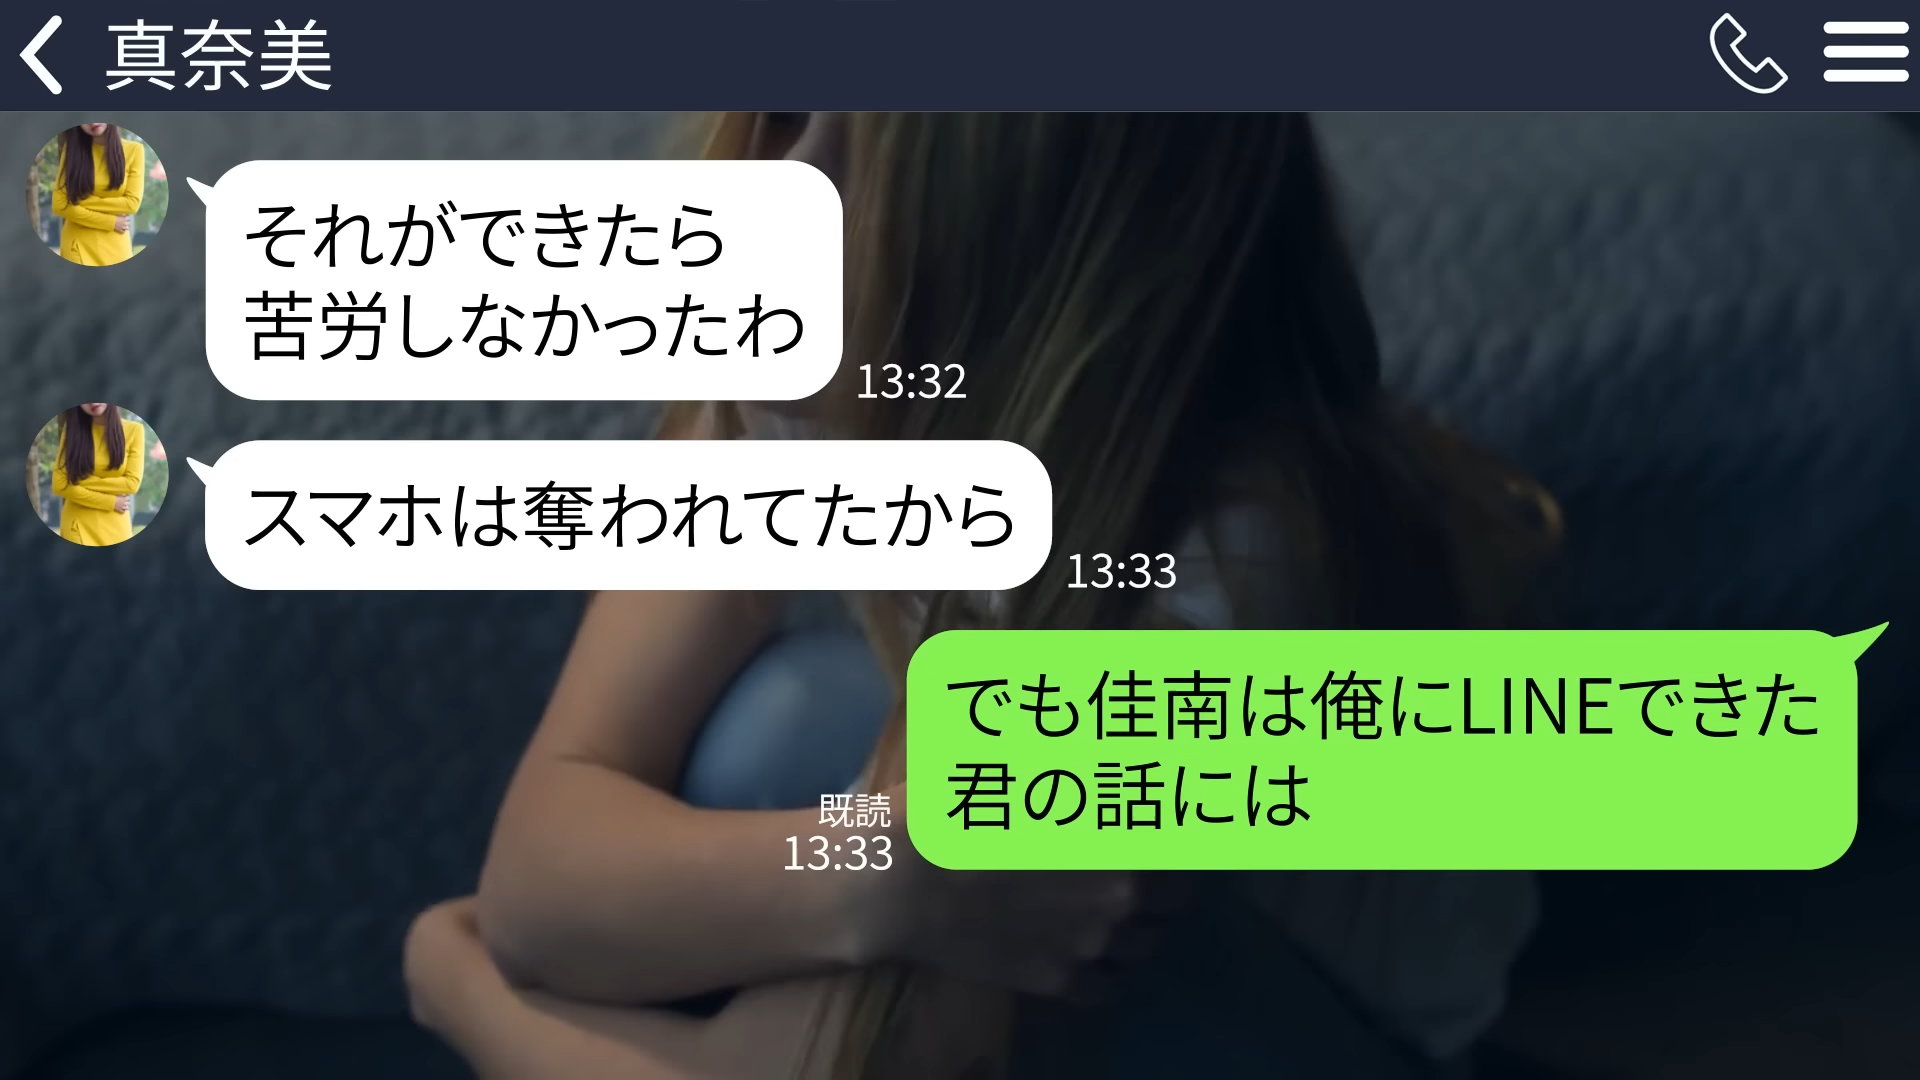 真奈美
それができたら
苦労しなかったわ
13:32
スマホは奪われてたから
13:33
でも佳南は俺にLINEできた
君の話には
既読
13:33